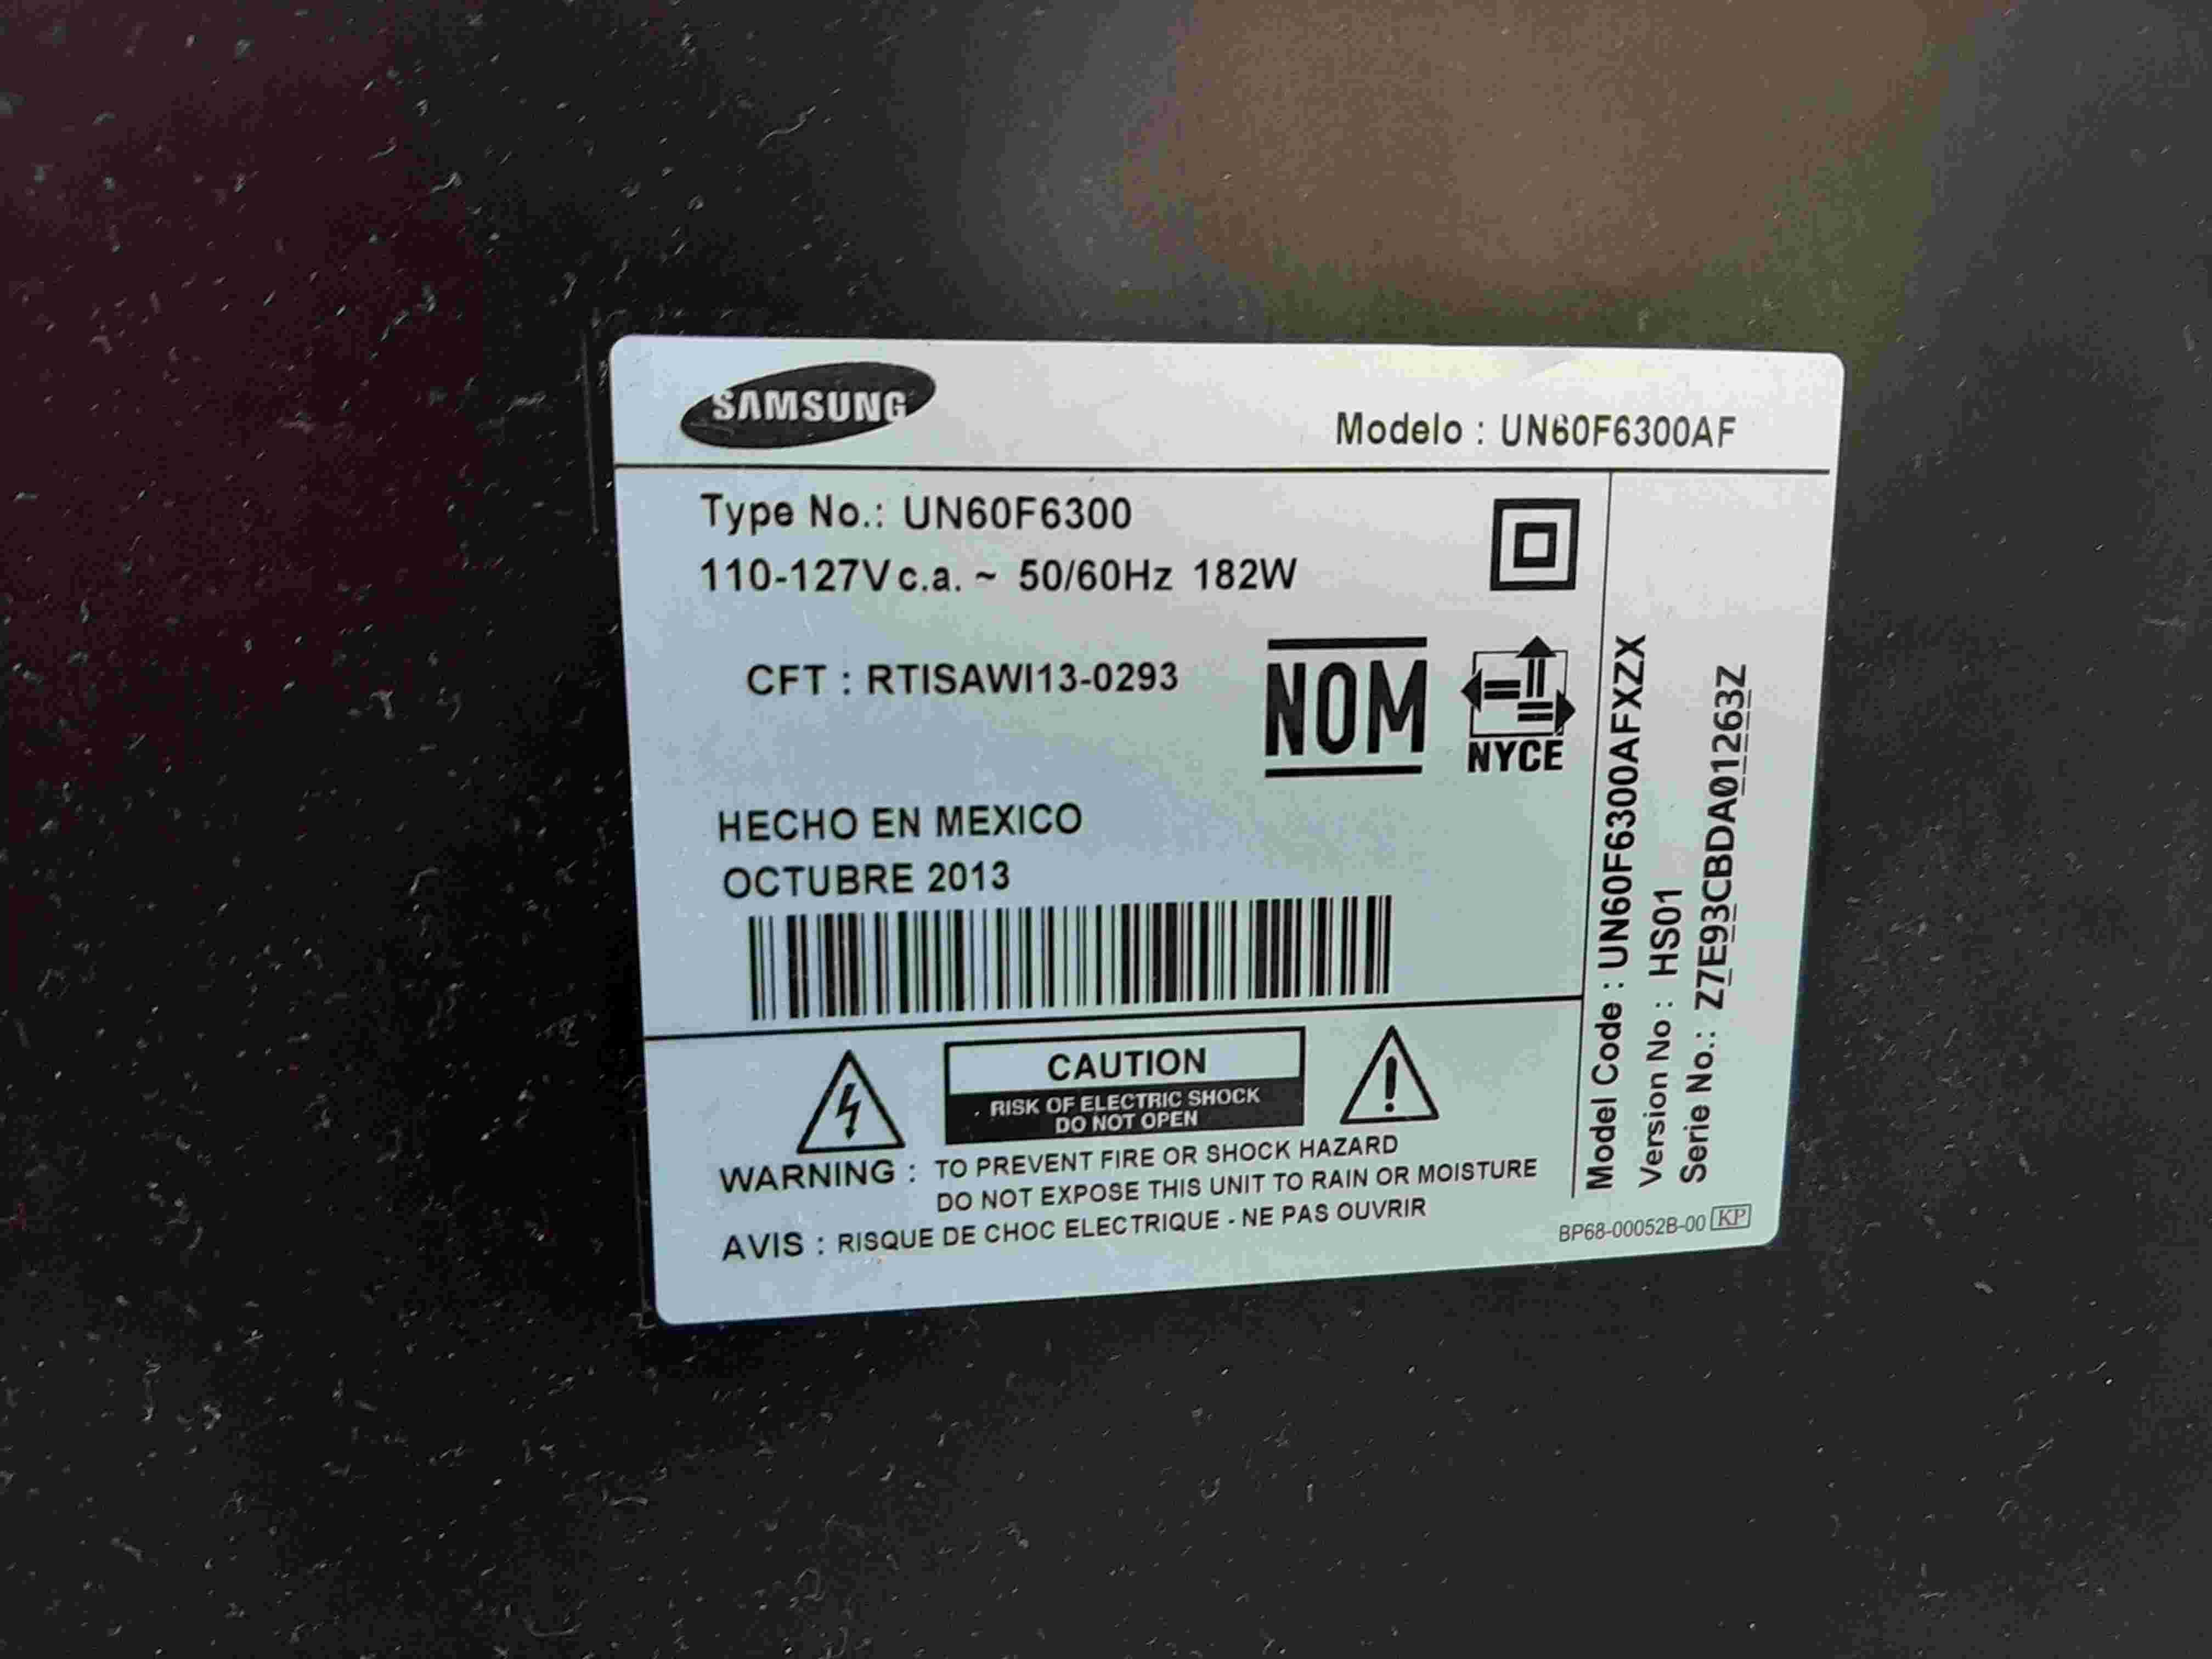 SAMSUNG
Modelo : UN60F6300AF
Type No.: UN60F6300
110-127V c.a. ~ 50/60Hz 182W
CFT : RTISAWI13-0293
NOM
NYCE
HECHO EN MEXICO
OCTUBRE 2013
CAUTION
RISK OF ELECTRIC SHOCK
DO NOT OPEN
WARNING : TO PREVENT FIRE OR SHOCK HAZARD
DO NOT EXPOSE THIS UNIT TO RAIN OR MOISTURE
AVIS : RISQUE DE CHOC ELECTRIQUE - NE PAS OUVRIR
Model Code : UN60F6300AFXZX
Version No : HS01
Serie No.: Z7E93CBDA01263Z
BP68-00052B-00 KP